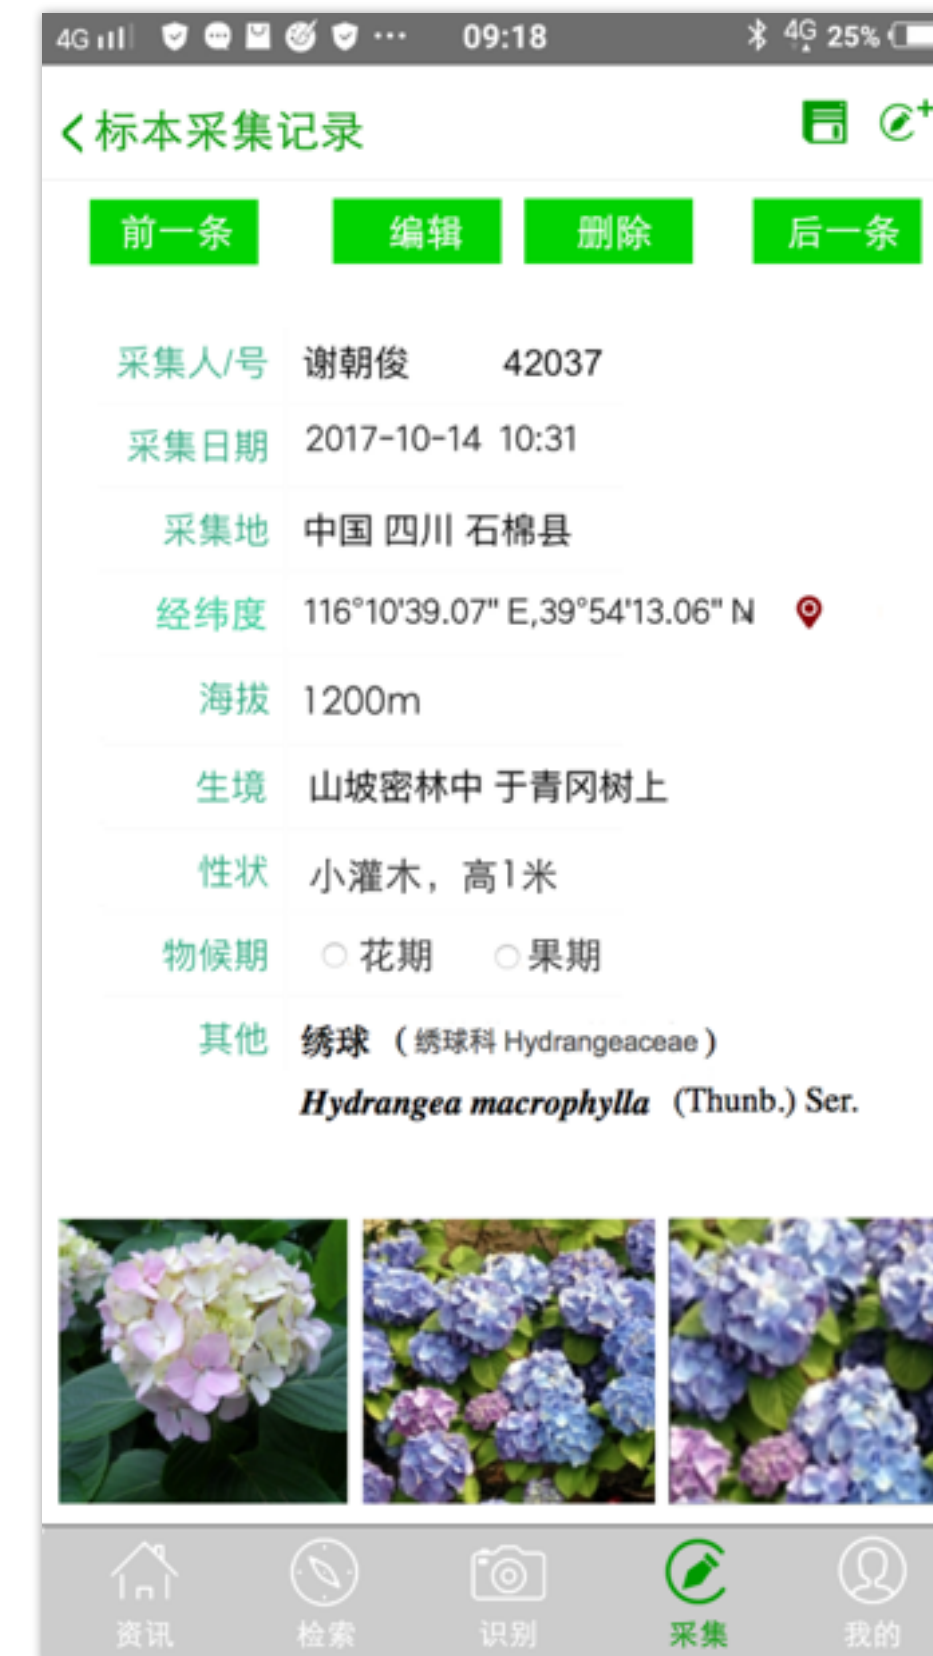 4G 09:18 4G 25%
标本采集记录
前一条 编辑 删除 后一条
采集人/号 谢朝俊 42037
采集日期 2017-10-14 10:31
采集地 中国 四川 石棉县
经纬度 116°10'39.07" E,39°54'13.06" N
海拔 1200m
生境 山坡密林中 于青冈树上
性状 小灌木，高1米
物候期 花期 果期
其他 绣球 （绣球科 Hydrangeaceae）
Hydrangea macrophylla (Thunb.) Ser.
资讯 检索 识别 采集 我的